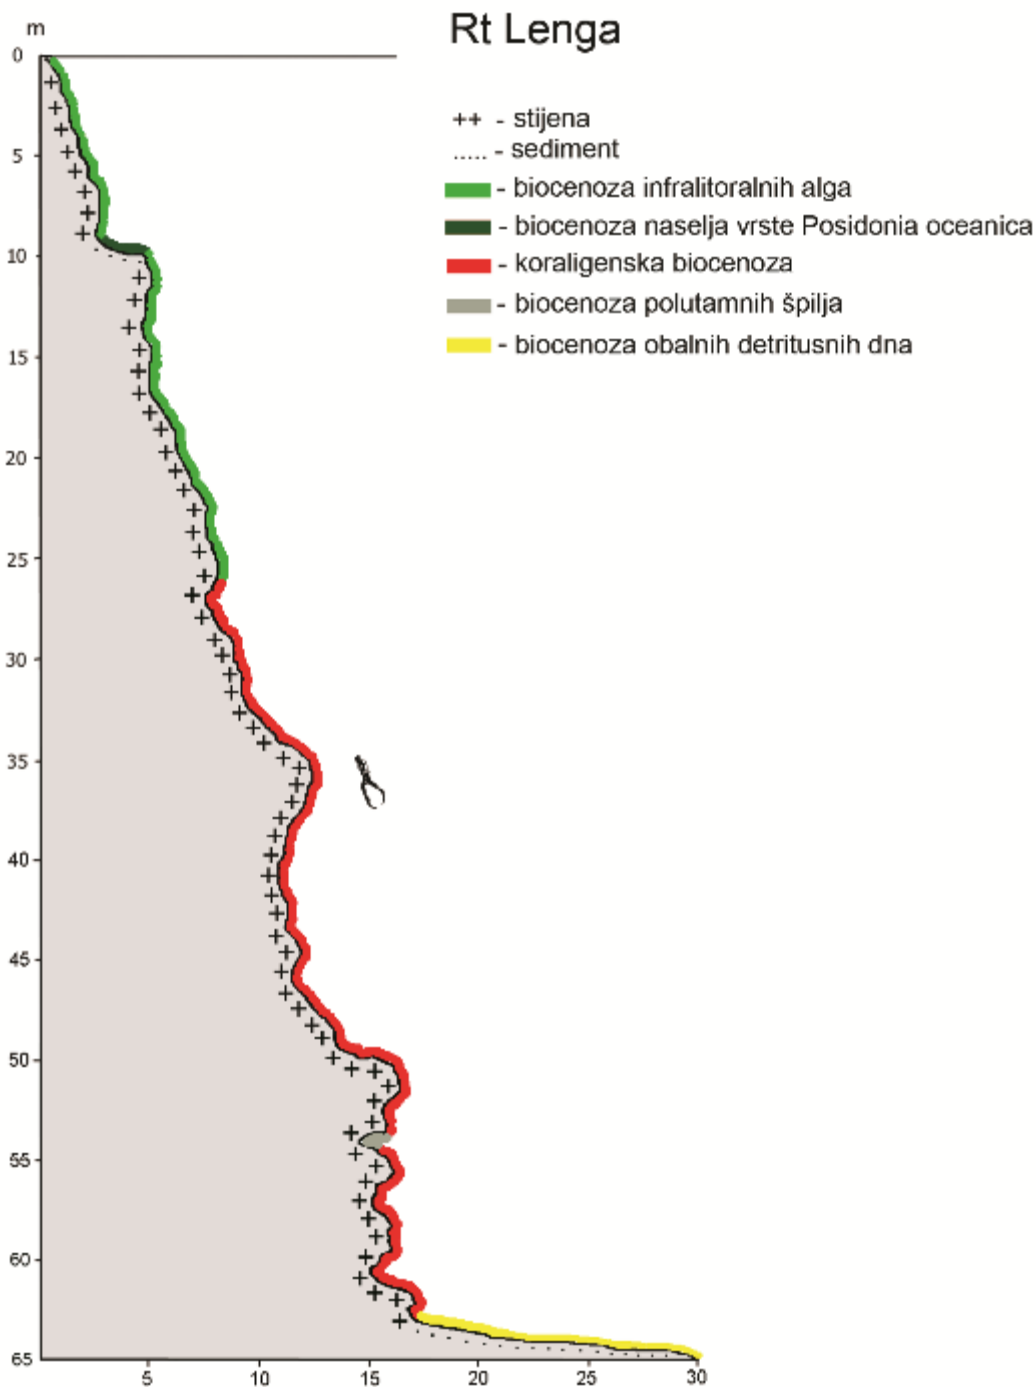 Rt Lenga
m
++ - stijena
..... - sediment
- biocenoza infralitoralnih alga
- biocenoza naselja vrste Posidonia oceanica
- koraligenska biocenoza
- biocenoza polutamnih špilja
- biocenoza obalnih detritusnih dna
0
5
10
15
20
25
30
35
40
45
50
55
60
65
5 10 15 20 25 30